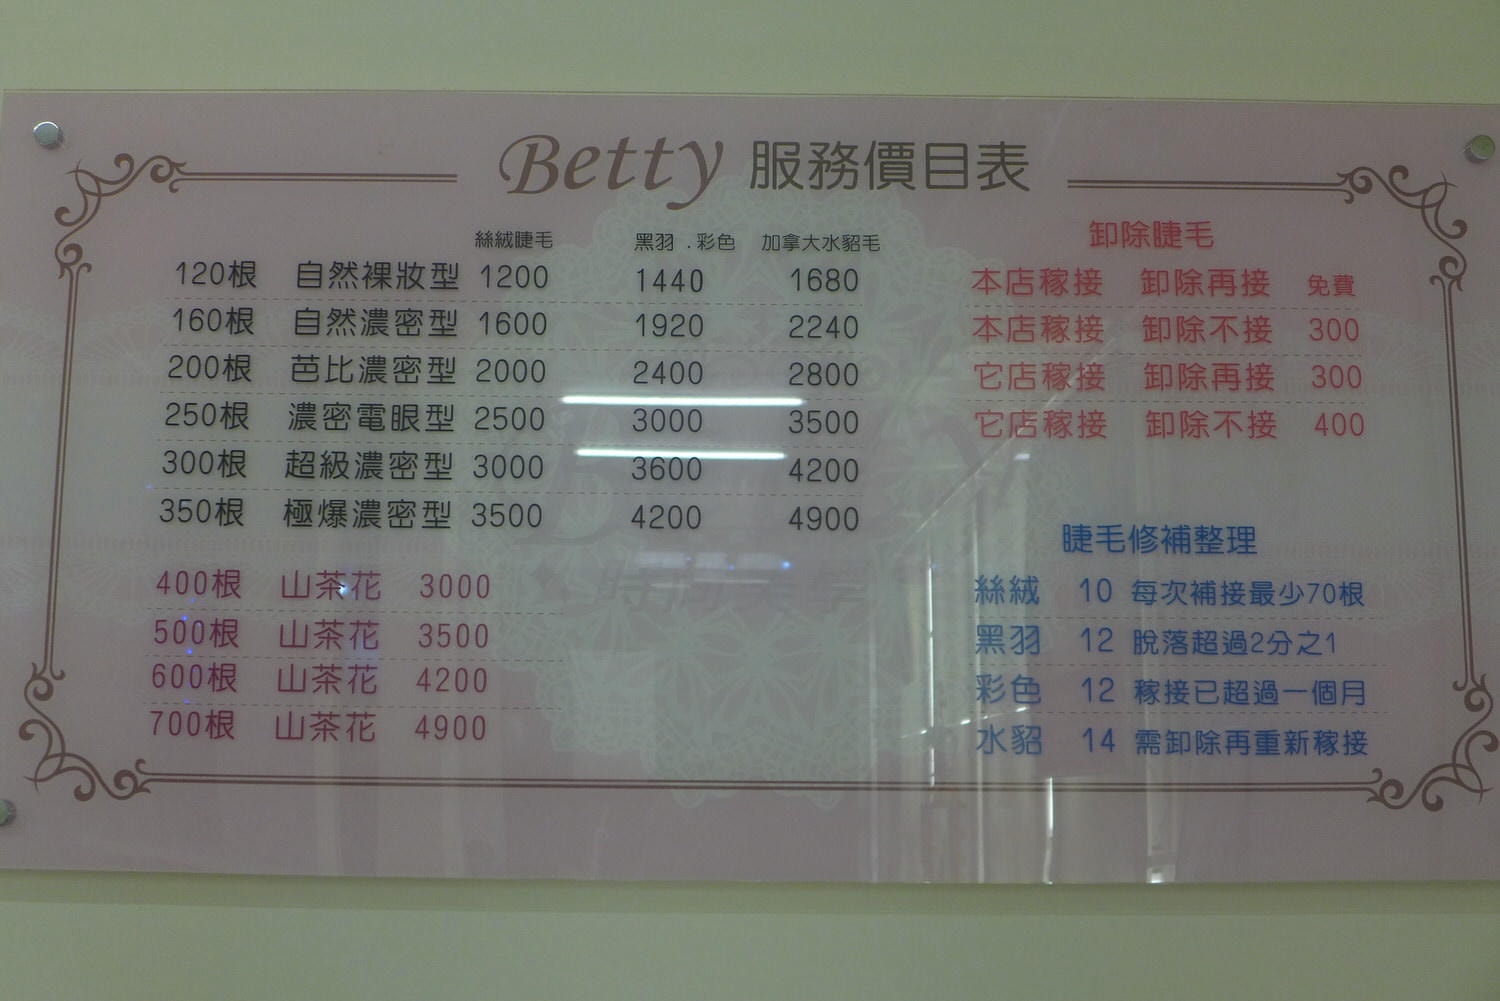 Betty 服務價目表
絲絨睫毛 黑羽.彩色 加拿大水貂毛
120根 自然裸妝型 1200 1440 1680
160根 自然濃密型 1600 1920 2240
200根 芭比濃密型 2000 2400 2800
250根 濃密電眼型 2500 3000 3500
300根 超級濃密型 3000 3600 4200
350根 極爆濃密型 3500 4200 4900
400根 山茶花 3000
500根 山茶花 3500
600根 山茶花 4200
700根 山茶花 4900
卸除睫毛
本店稼接 卸除再接 免費
本店稼接 卸除不接 300
它店稼接 卸除再接 300
它店稼接 卸除不接 400
睫毛修補整理
絲絨 10 每次補接最少70根
黑羽 12 脫落超過2分之1
彩色 12 稼接已超過一個月
水貂 14 需卸除再重新稼接